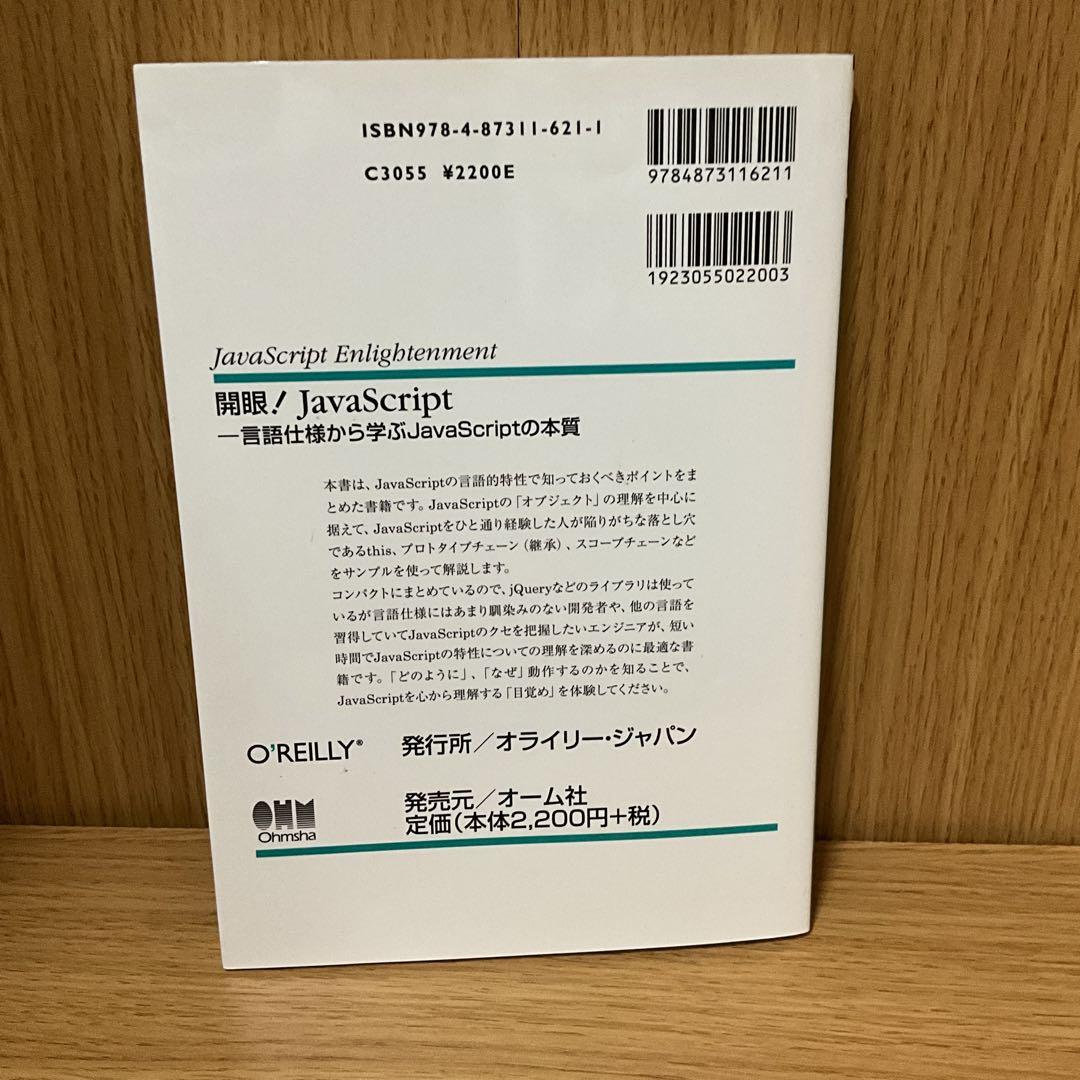 ISBN978-4-87311-621-1
C3055 ¥2200E
9784873116211
1923055022003
JavaScript Enlightenment
開眼！JavaScript
―言語仕様から学ぶJavaScriptの本質
本書は、JavaScriptの言語的特性で知っておくべきポイントをま
とめた書籍です。JavaScriptの「オブジェクト」の理解を中心に
据えて、JavaScriptをひと通り経験した人が陥りがちな落とし穴
であるthis、プロトタイプチェーン（継承）、スコープチェーンなど
をサンプルを使って解説します。
コンパクトにまとめているので、jQueryなどのライブラリは使って
いるが言語仕様にはあまり馴染みのない開発者や、他の言語を
習得していてJavaScriptのクセを把握したいエンジニアが、短い
時間でJavaScriptの特性についての理解を深めるのに最適な書
籍です。「どのように」、「なぜ」動作するのかを知ることで、
JavaScriptを心から理解する「目覚め」を体験してください。
O'REILLY® 発行所／オライリー・ジャパン
OHM
Ohmsha
発売元／オーム社
定価（本体2,200円+税）